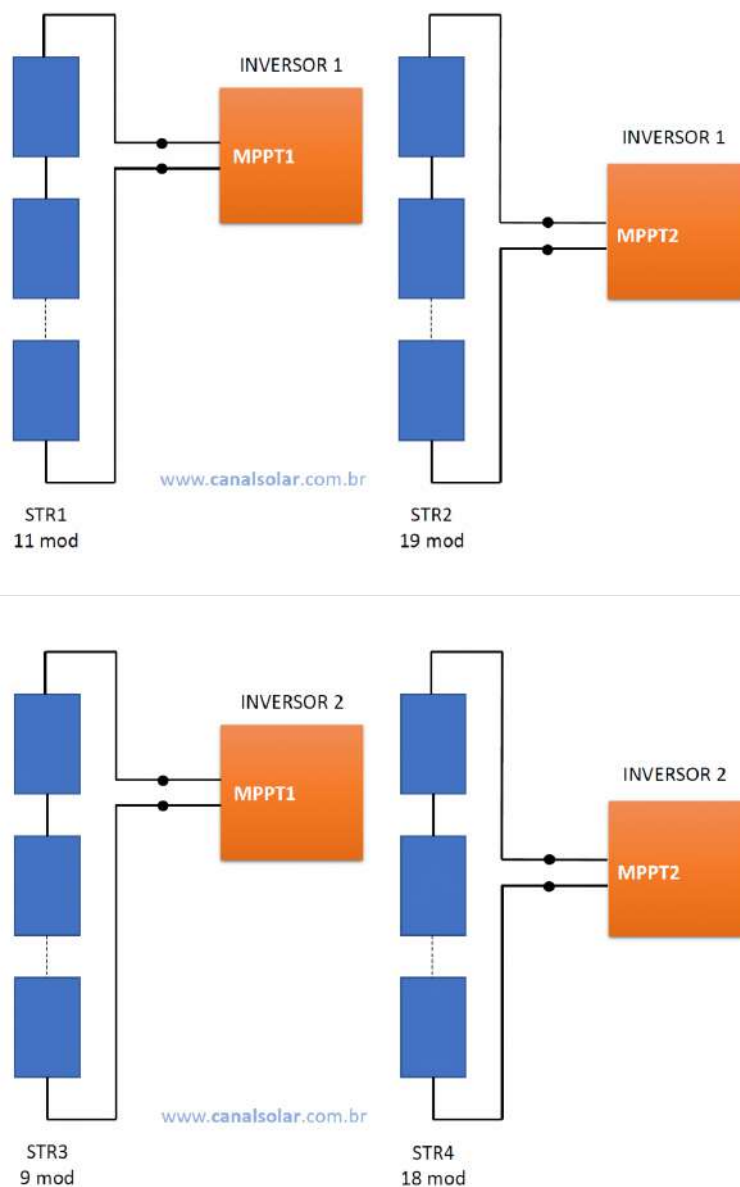 INVERSOR 1
MPPT1
INVERSOR 1
MPPT2
www.canalsolar.com.br
STR1
11 mod
STR2
19 mod
INVERSOR 2
MPPT1
INVERSOR 2
MPPT2
www.canalsolar.com.br
STR3
9 mod
STR4
18 mod